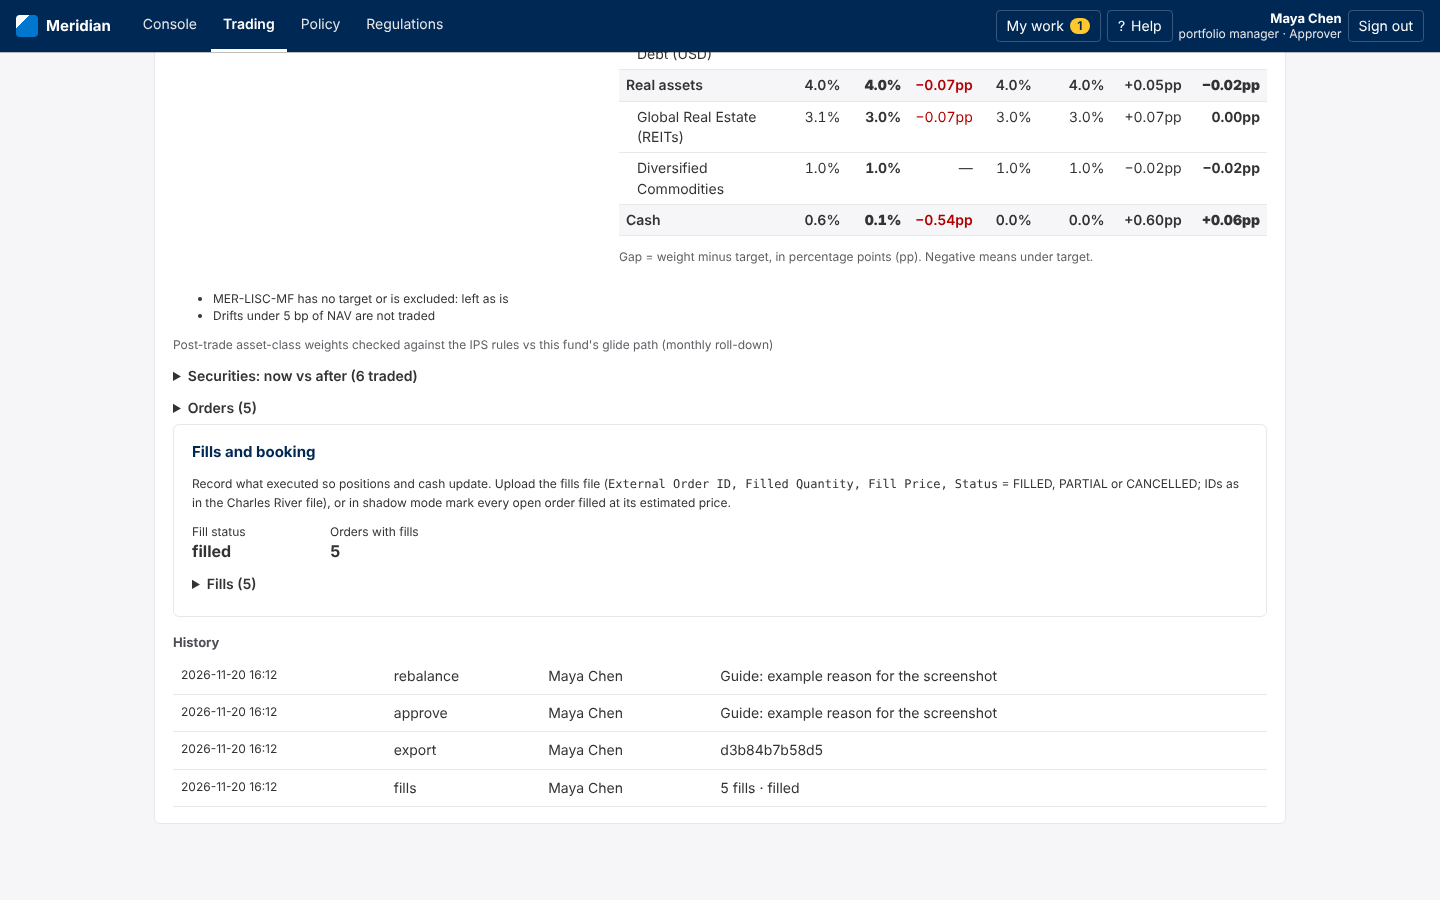 Meridian Console Trading Policy Regulations My work 1 ? Help Maya Chen Sign out
portfolio manager · Approver
Debt (USD)
Real assets 4.0% 4.0% −0.07pp 4.0% 4.0% +0.05pp −0.02pp
Global Real Estate 3.1% 3.0% −0.07pp 3.0% 3.0% +0.07pp 0.00pp
(REITs)
Diversified 1.0% 1.0% — 1.0% 1.0% −0.02pp −0.02pp
Commodities
Cash 0.6% 0.1% −0.54pp 0.0% 0.0% +0.60pp +0.06pp
Gap = weight minus target, in percentage points (pp). Negative means under target.
• MER-LISC-MF has no target or is excluded: left as is
• Drifts under 5 bp of NAV are not traded
Post-trade asset-class weights checked against the IPS rules vs this fund's glide path (monthly roll-down)
▶ Securities: now vs after (6 traded)
▶ Orders (5)
Fills and booking
Record what executed so positions and cash update. Upload the fills file (External Order ID, Filled Quantity, Fill Price, Status = FILLED, PARTIAL or CANCELLED; IDs as
in the Charles River file), or in shadow mode mark every open order filled at its estimated price.
Fill status Orders with fills
filled 5
▶ Fills (5)
History
2026-11-20 16:12 rebalance Maya Chen Guide: example reason for the screenshot
2026-11-20 16:12 approve Maya Chen Guide: example reason for the screenshot
2026-11-20 16:12 export Maya Chen d3b84b7b58d5
2026-11-20 16:12 fills Maya Chen 5 fills · filled